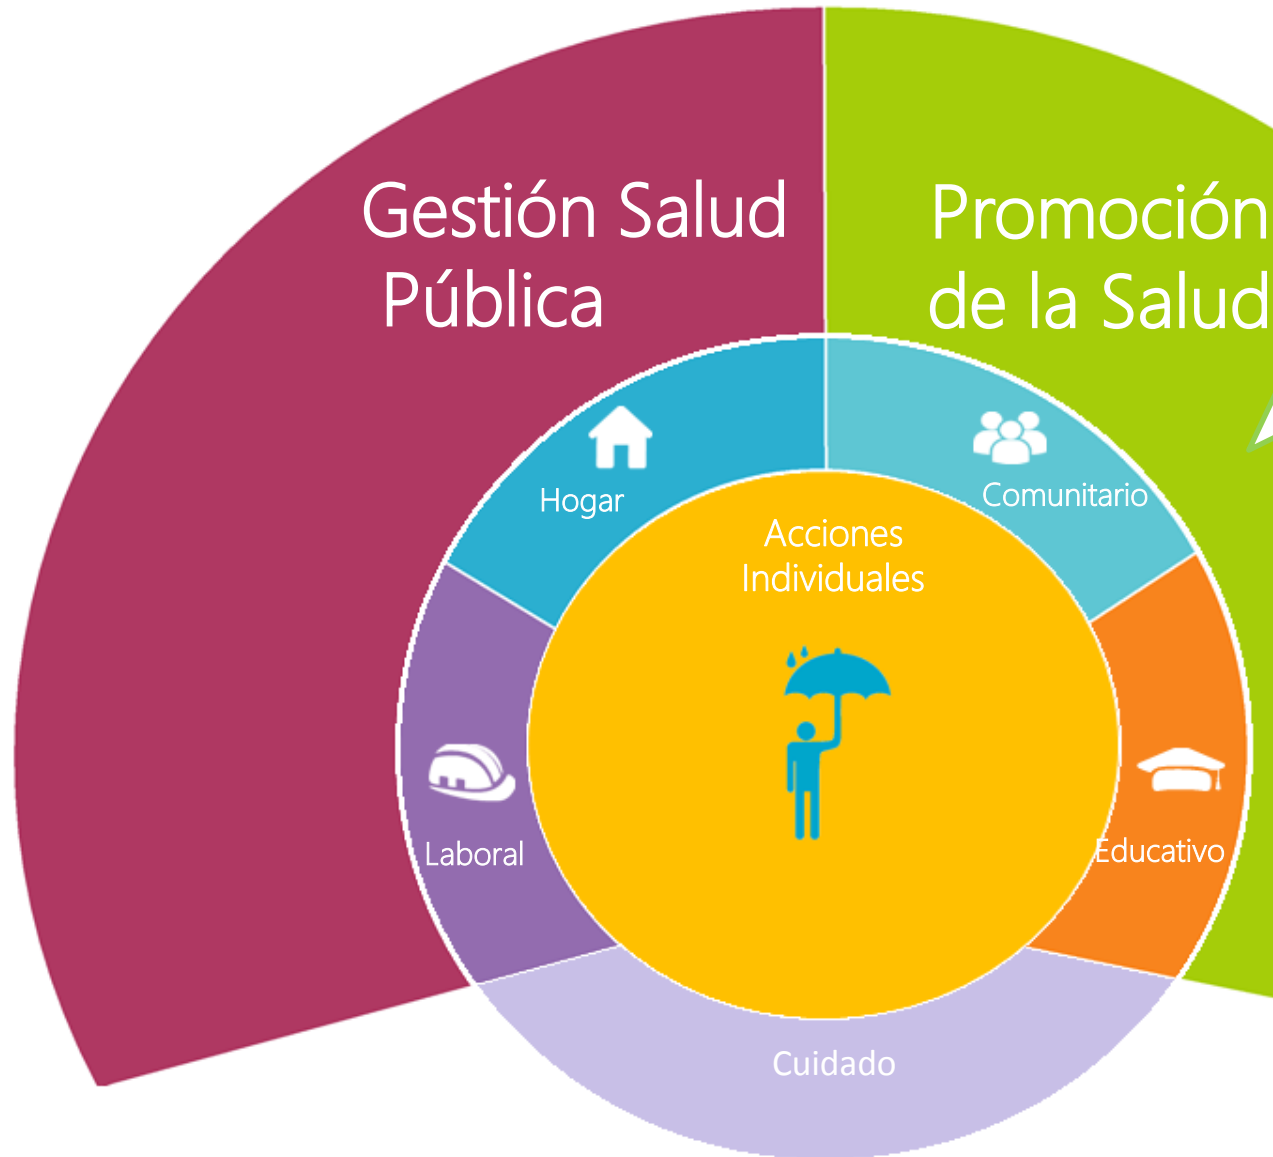 Gestión Salud
Pública
Promoción
de la Salud
Hogar
Comunitario
Acciones
Individuales
Laboral
Educativo
Cuidado